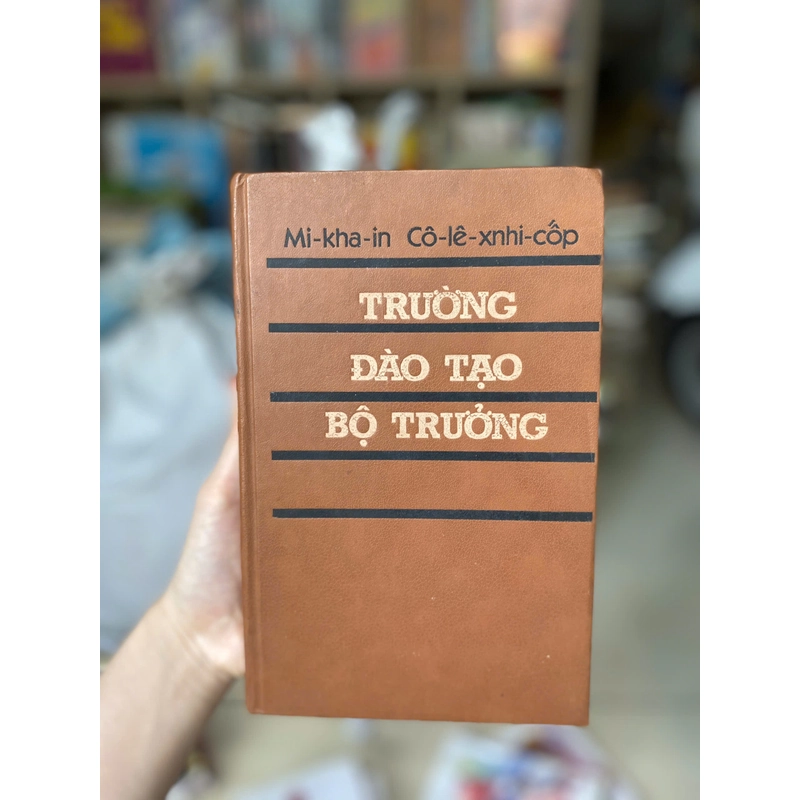 Mi-kha-in Cô-lê-xnhi-cốp
TRƯỜNG
ĐÀO TẠO
BỘ TRƯỞNG